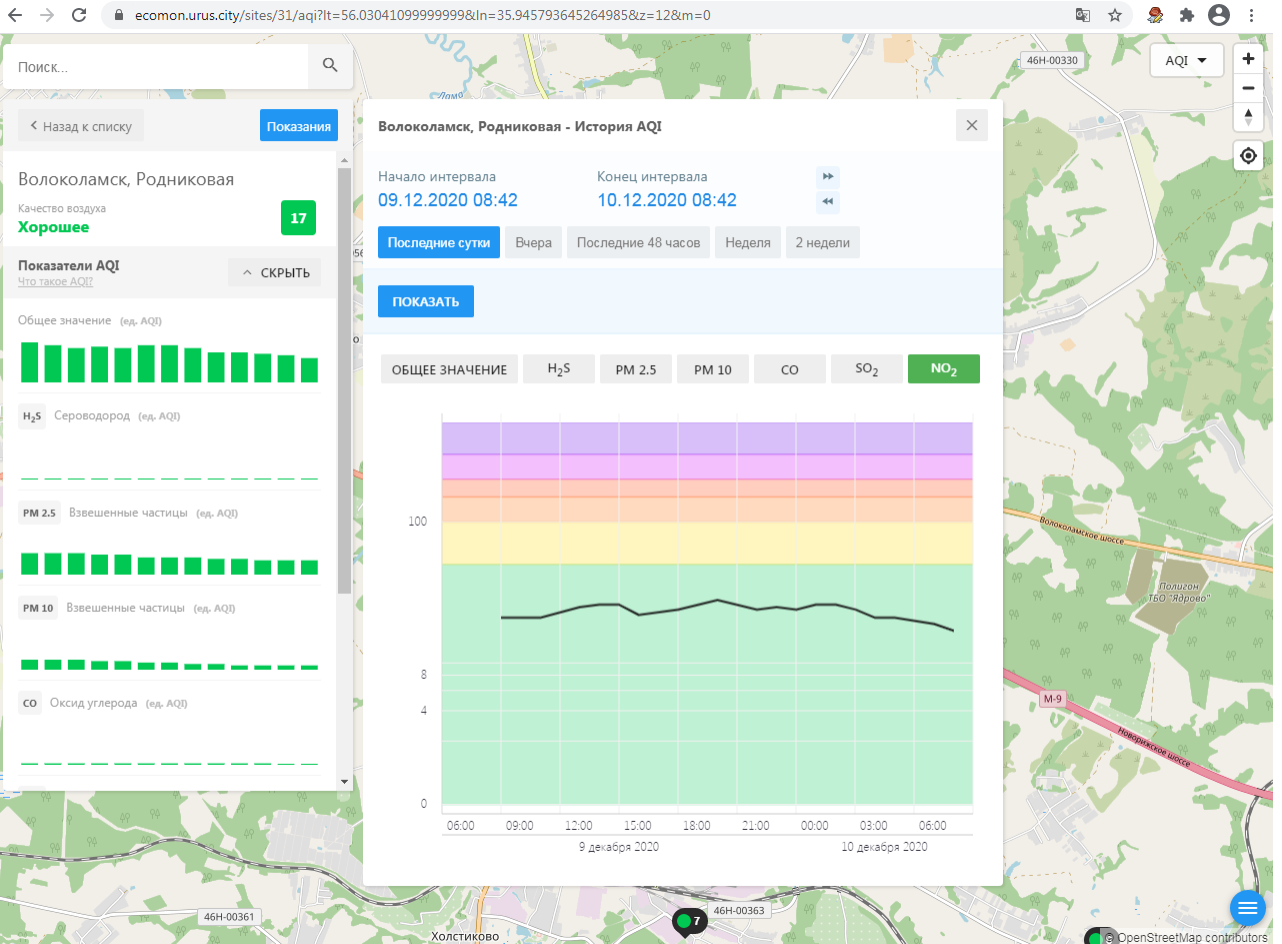 ecomon.urus.city/sites/31/aqi?lt=56.03041099999999&ln=35.945793645264985&z=12&m=0
Поиск...
Лама
46Н-00330
AQI
Назад к списку
Показания
Волоколамск, Родниковая
Качество воздуха
Хорошее
17
Показатели AQI
Что такое AQI?
СКРЫТЬ
Общее значение (ед. AQI)
H2S Сероводород (ед. AQI)
PM 2.5 Взвешенные частицы (ед. AQI)
PM 10 Взвешенные частицы (ед. AQI)
CO Оксид углерода (ед. AQI)
Волоколамск, Родниковая - История AQI
Начало интервала
09.12.2020 08:42
Конец интервала
10.12.2020 08:42
Последние сутки
Вчера
Последние 48 часов
Неделя
2 недели
ПОКАЗАТЬ
ОБЩЕЕ ЗНАЧЕНИЕ
H2S
PM 2.5
PM 10
CO
SO2
NO2
100
8
4
0
06:00 09:00 12:00 15:00 18:00 21:00 00:00 03:00 06:00
9 декабря 2020 10 декабря 2020
Волоколамское шоссе
Полигон
ТБО "Ядрово"
М-9
Новорижское шоссе
46Н-00361
46Н-00363
7
Холстиково
© OpenStreetMap contributors